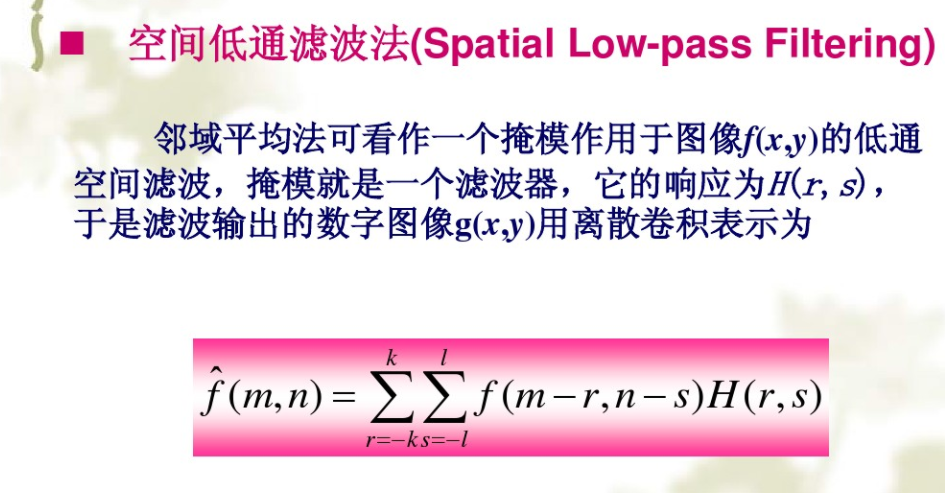 ■ 空间低通滤波法(Spatial Low-pass Filtering)
邻域平均法可看作一个掩模作用于图像f(x,y)的低通
空间滤波，掩模就是一个滤波器，它的响应为H(r,s)，
于是滤波输出的数字图像g(x,y)用离散卷积表示为
f̂(m,n) = ∑_{r=-k}^{k} ∑_{s=-l}^{l} f(m-r,n-s)H(r,s)